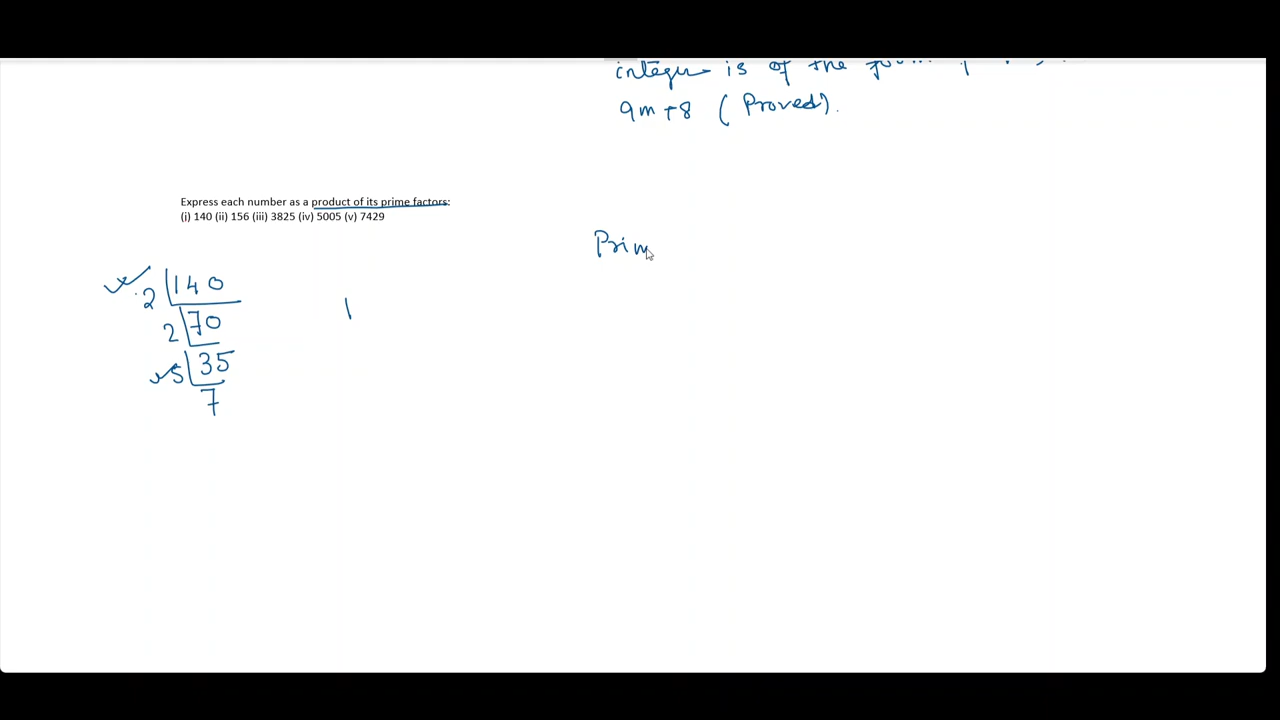 integer is of the form
9m+8 (Proved).
Express each number as a product of its prime factors:
(i) 140 (ii) 156 (iii) 3825 (iv) 5005 (v) 7429
Prim
2 140
2 70
5 35
7